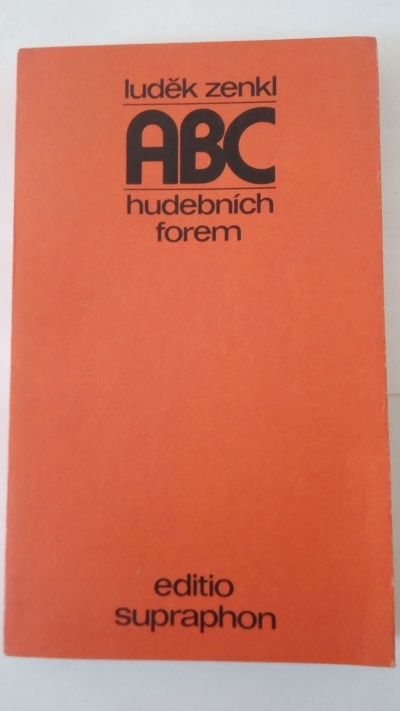 luděk zenkl
ABC
hudebních
forem
editio
supraphon